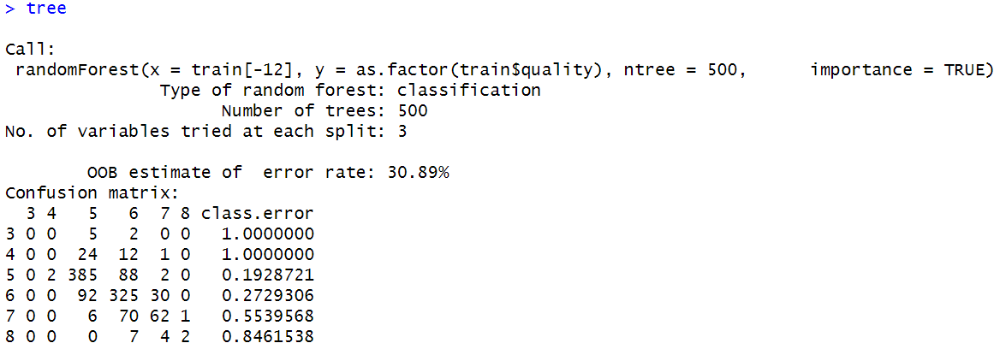 > tree
Call:
randomForest(x = train[-12], y = as.factor(train$quality), ntree = 500,      importance = TRUE)
Type of random forest: classification
Number of trees: 500
No. of variables tried at each split: 3
OOB estimate of  error rate: 30.89%
Confusion matrix:
  3 4   5   6  7 8 class.error
3 0 0   5   2  0 0   1.0000000
4 0 0  24  12  1 0   1.0000000
5 0 2 385  88  2 0   0.1928721
6 0 0  92 325 30 0   0.2729306
7 0 0   6  70 62 1   0.5539568
8 0 0   0   7  4 2   0.8461538